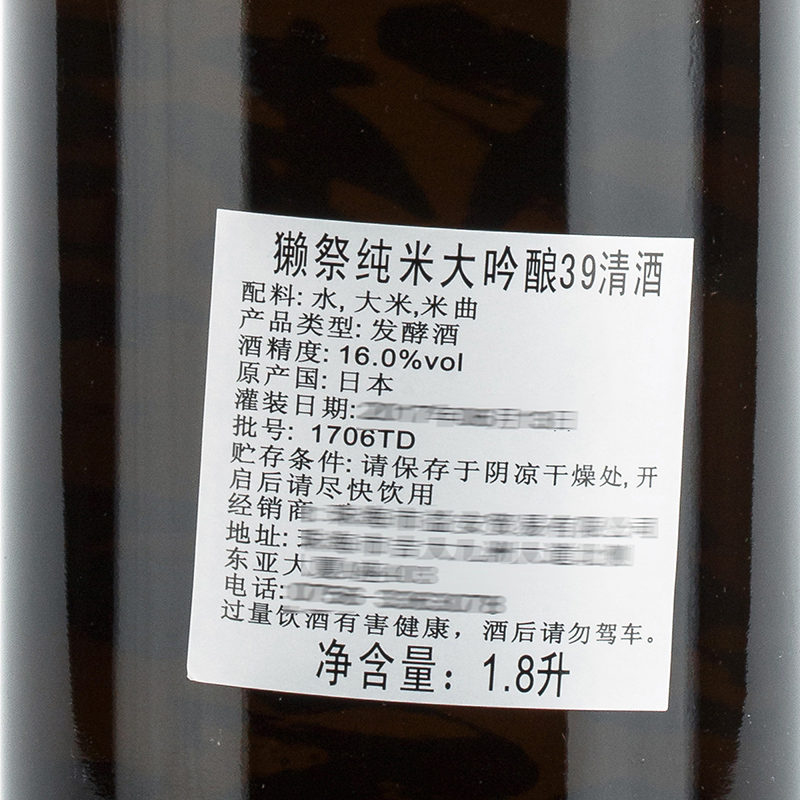 獭祭纯米大吟酿39清酒
配料: 水, 大米,米曲
产品类型: 发酵酒
酒精度: 16.0%vol
原产国: 日本
灌装日期:
批号: 1706TD
贮存条件: 请保存于阴凉干燥处, 开
启后请尽快饮用
经销商
地址:
东亚大
电话:
过量饮酒有害健康，酒后请勿驾车。
净含量：1.8升